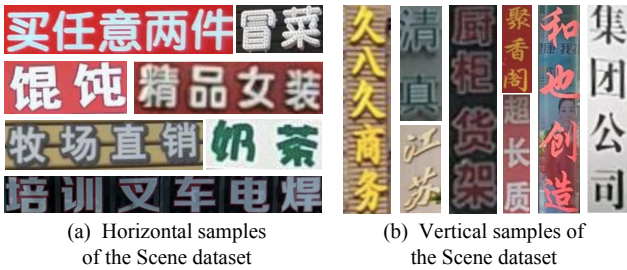 买任意两件
冒菜
馄饨
精品女装
牧场直销
奶茶
培训叉车电焊
(a) Horizontal samples
of the Scene dataset
久八久商务
清真
江苏
厨柜货架
聚香阁
超长质
和也创造
集团公司
(b) Vertical samples of
the Scene dataset